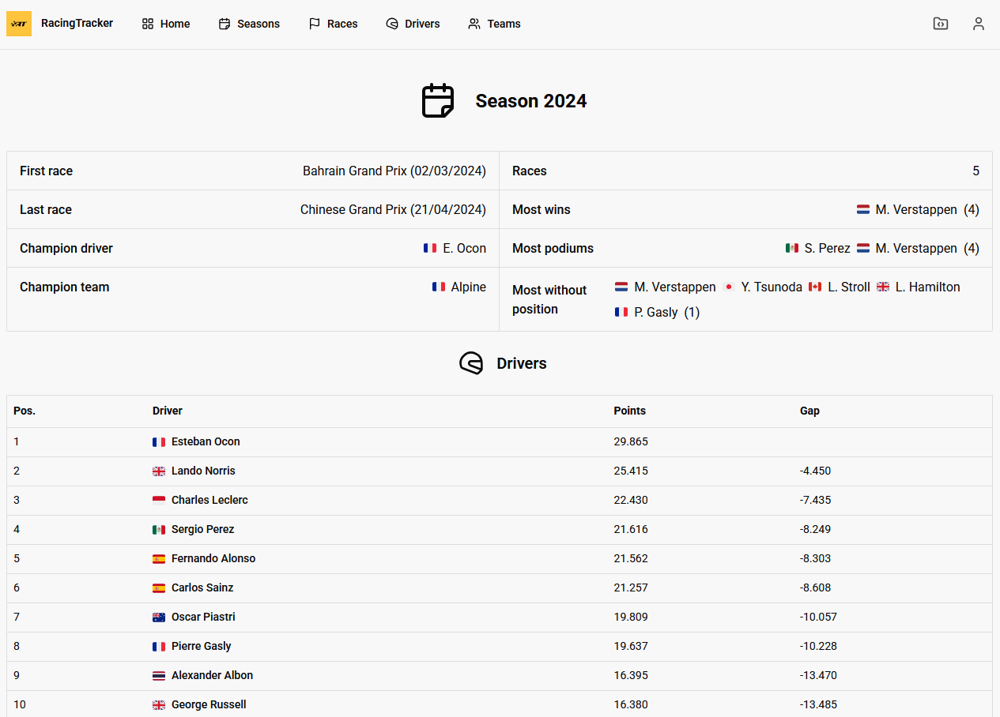 RacingTracker Home Seasons Races Drivers Teams
Season 2024
First race Bahrain Grand Prix (02/03/2024) Races 5
Last race Chinese Grand Prix (21/04/2024) Most wins M. Verstappen (4)
Champion driver E. Ocon Most podiums S. Perez M. Verstappen (4)
Champion team Alpine Most without position M. Verstappen Y. Tsunoda L. Stroll L. Hamilton
P. Gasly (1)
Drivers
Pos. Driver Points Gap
1 Esteban Ocon 29.865
2 Lando Norris 25.415 -4.450
3 Charles Leclerc 22.430 -7.435
4 Sergio Perez 21.616 -8.249
5 Fernando Alonso 21.562 -8.303
6 Carlos Sainz 21.257 -8.608
7 Oscar Piastri 19.809 -10.057
8 Pierre Gasly 19.637 -10.228
9 Alexander Albon 16.395 -13.470
10 George Russell 16.380 -13.485